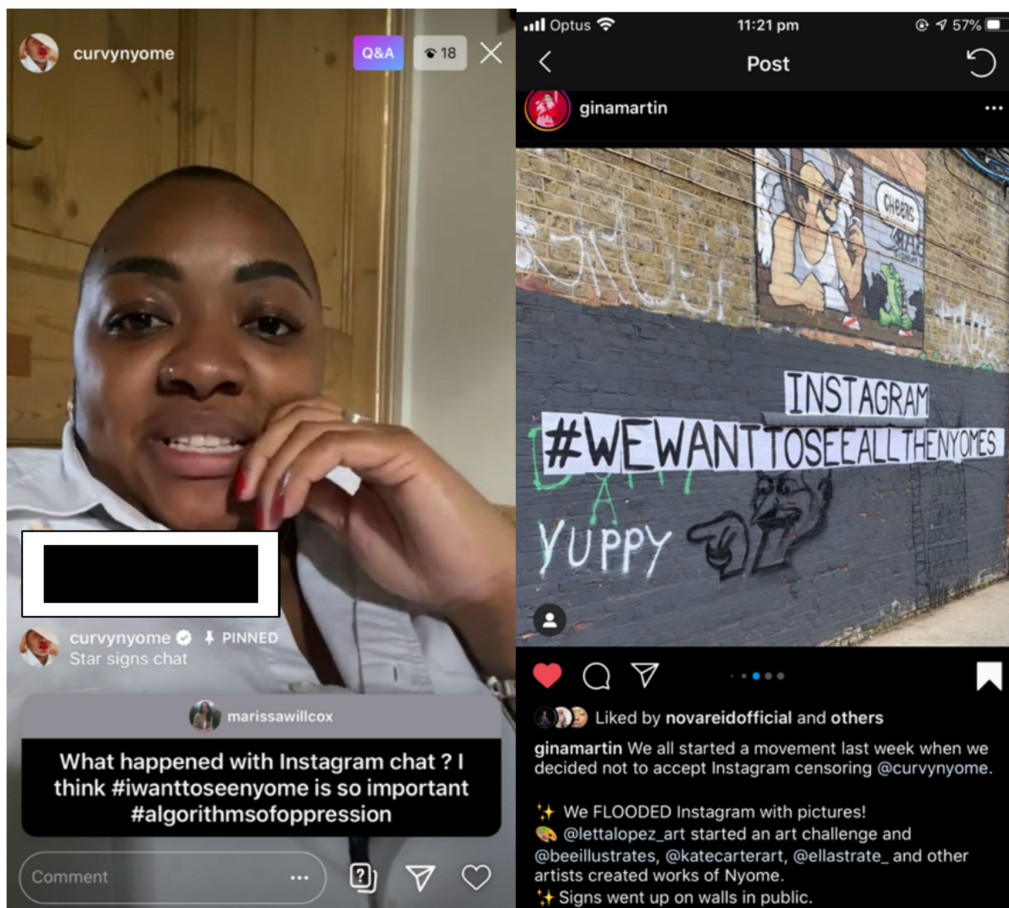 curvynyome
Q&A
18
curvynyome PINNED
Star signs chat
marissawillcox
What happened with Instagram chat ? I
think #iwanttoseenyome is so important
#algorithmsofoppression
Comment
Optus
11:21 pm
57%
Post
ginamartin
CHEERS
INSTAGRAM
#WEWANTTOSEEALLTHENYOMES
YUPPY
Liked by novareidofficial and others
ginamartin We all started a movement last week when we
decided not to accept Instagram censoring @curvynyome.
✨ We FLOODED Instagram with pictures!
🎨 @lettalopez_art started an art challenge and
@beeillustrates, @katecarterart, @ellastrate_ and other
artists created works of Nyome.
✨ Signs went up on walls in public.